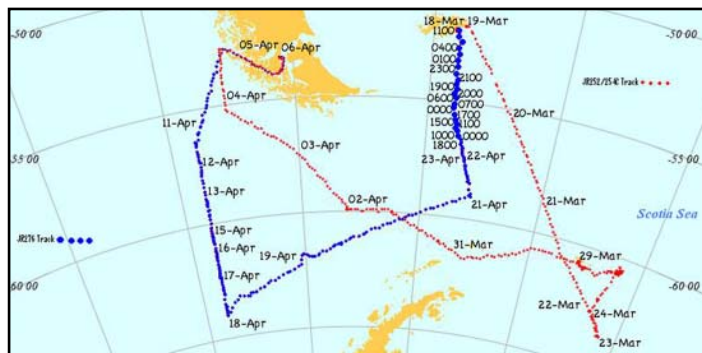 -50°00'
05-Apr
06-Apr
18-Mar
19-Mar
-50°00'
1100
0400
0100
2300
2100
1900
2000
0600
0700
0000
1700
1500
1100
1000
0000
1800
JR152/154C Track
04-Apr
20-Mar
11-Apr
03-Apr
-55°00'
12-Apr
23-Apr
22-Apr
-55°00'
13-Apr
02-Apr
21-Apr
21-Mar
Scotia Sea
15-Apr
JR176 Track
16-Apr
19-Apr
31-Mar
29-Mar
17-Apr
-60°00'
22-Mar
-60°00'
18-Apr
24-Mar
23-Mar